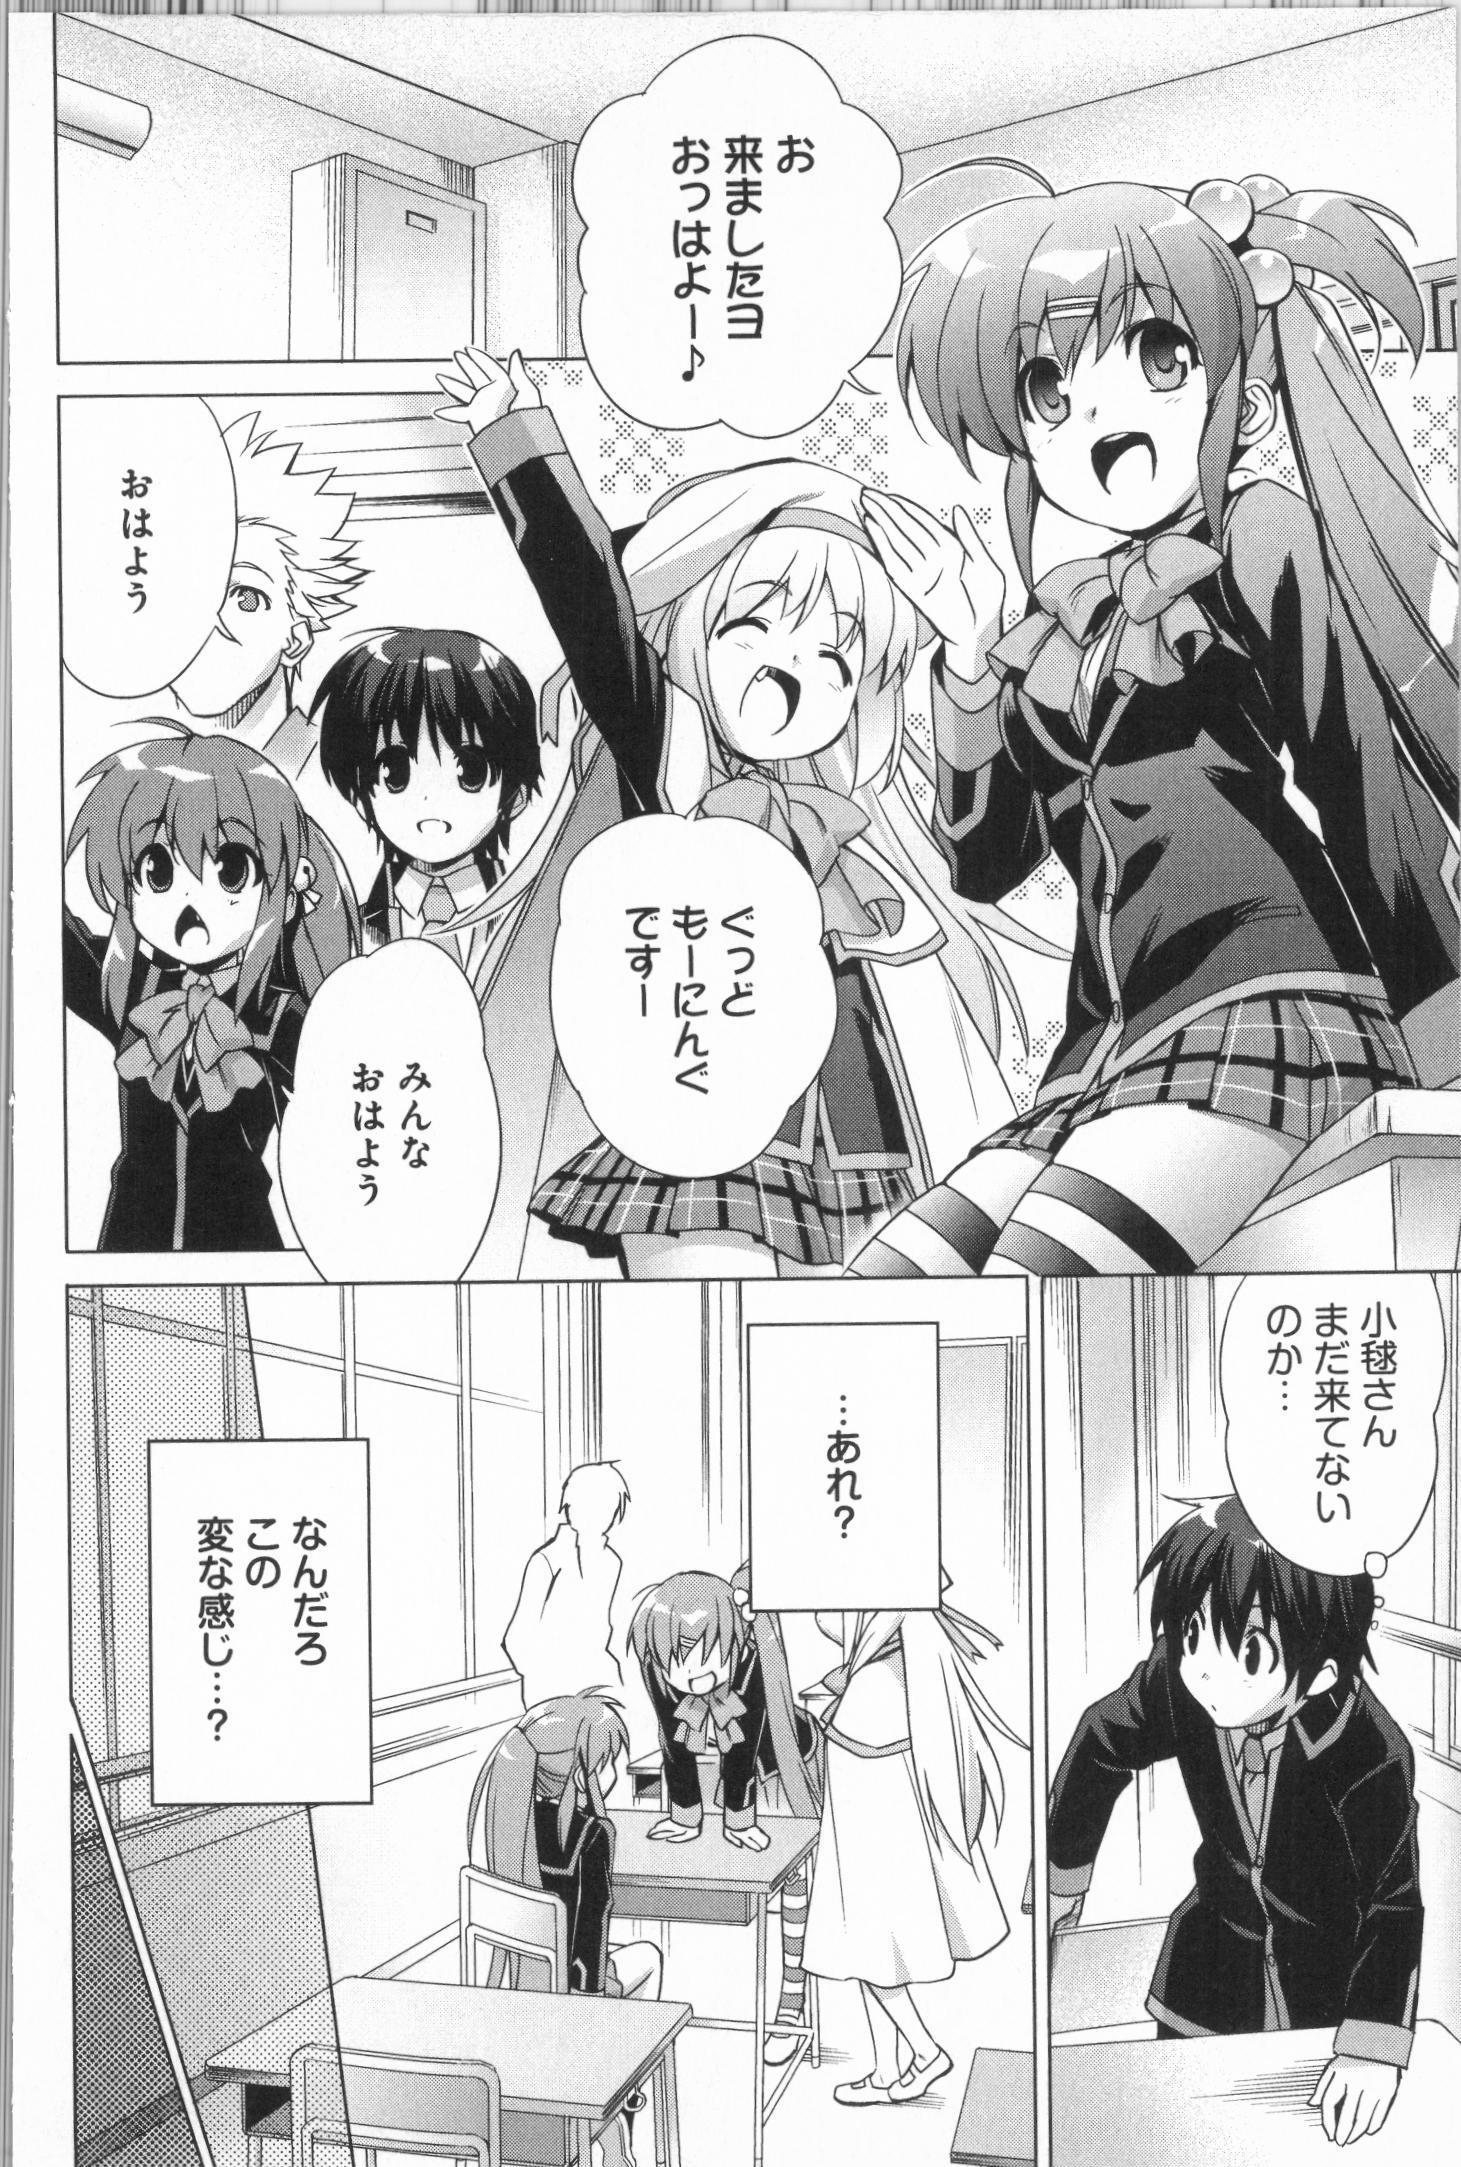 お
来ましたヨ
おっはよー♪
ぐっど
もーにんぐ
ですー
おはよう
みんな
おはよう
小毬さん
まだ来てない
のか…
…あれ?
なんだろ
この
変な感じ…?